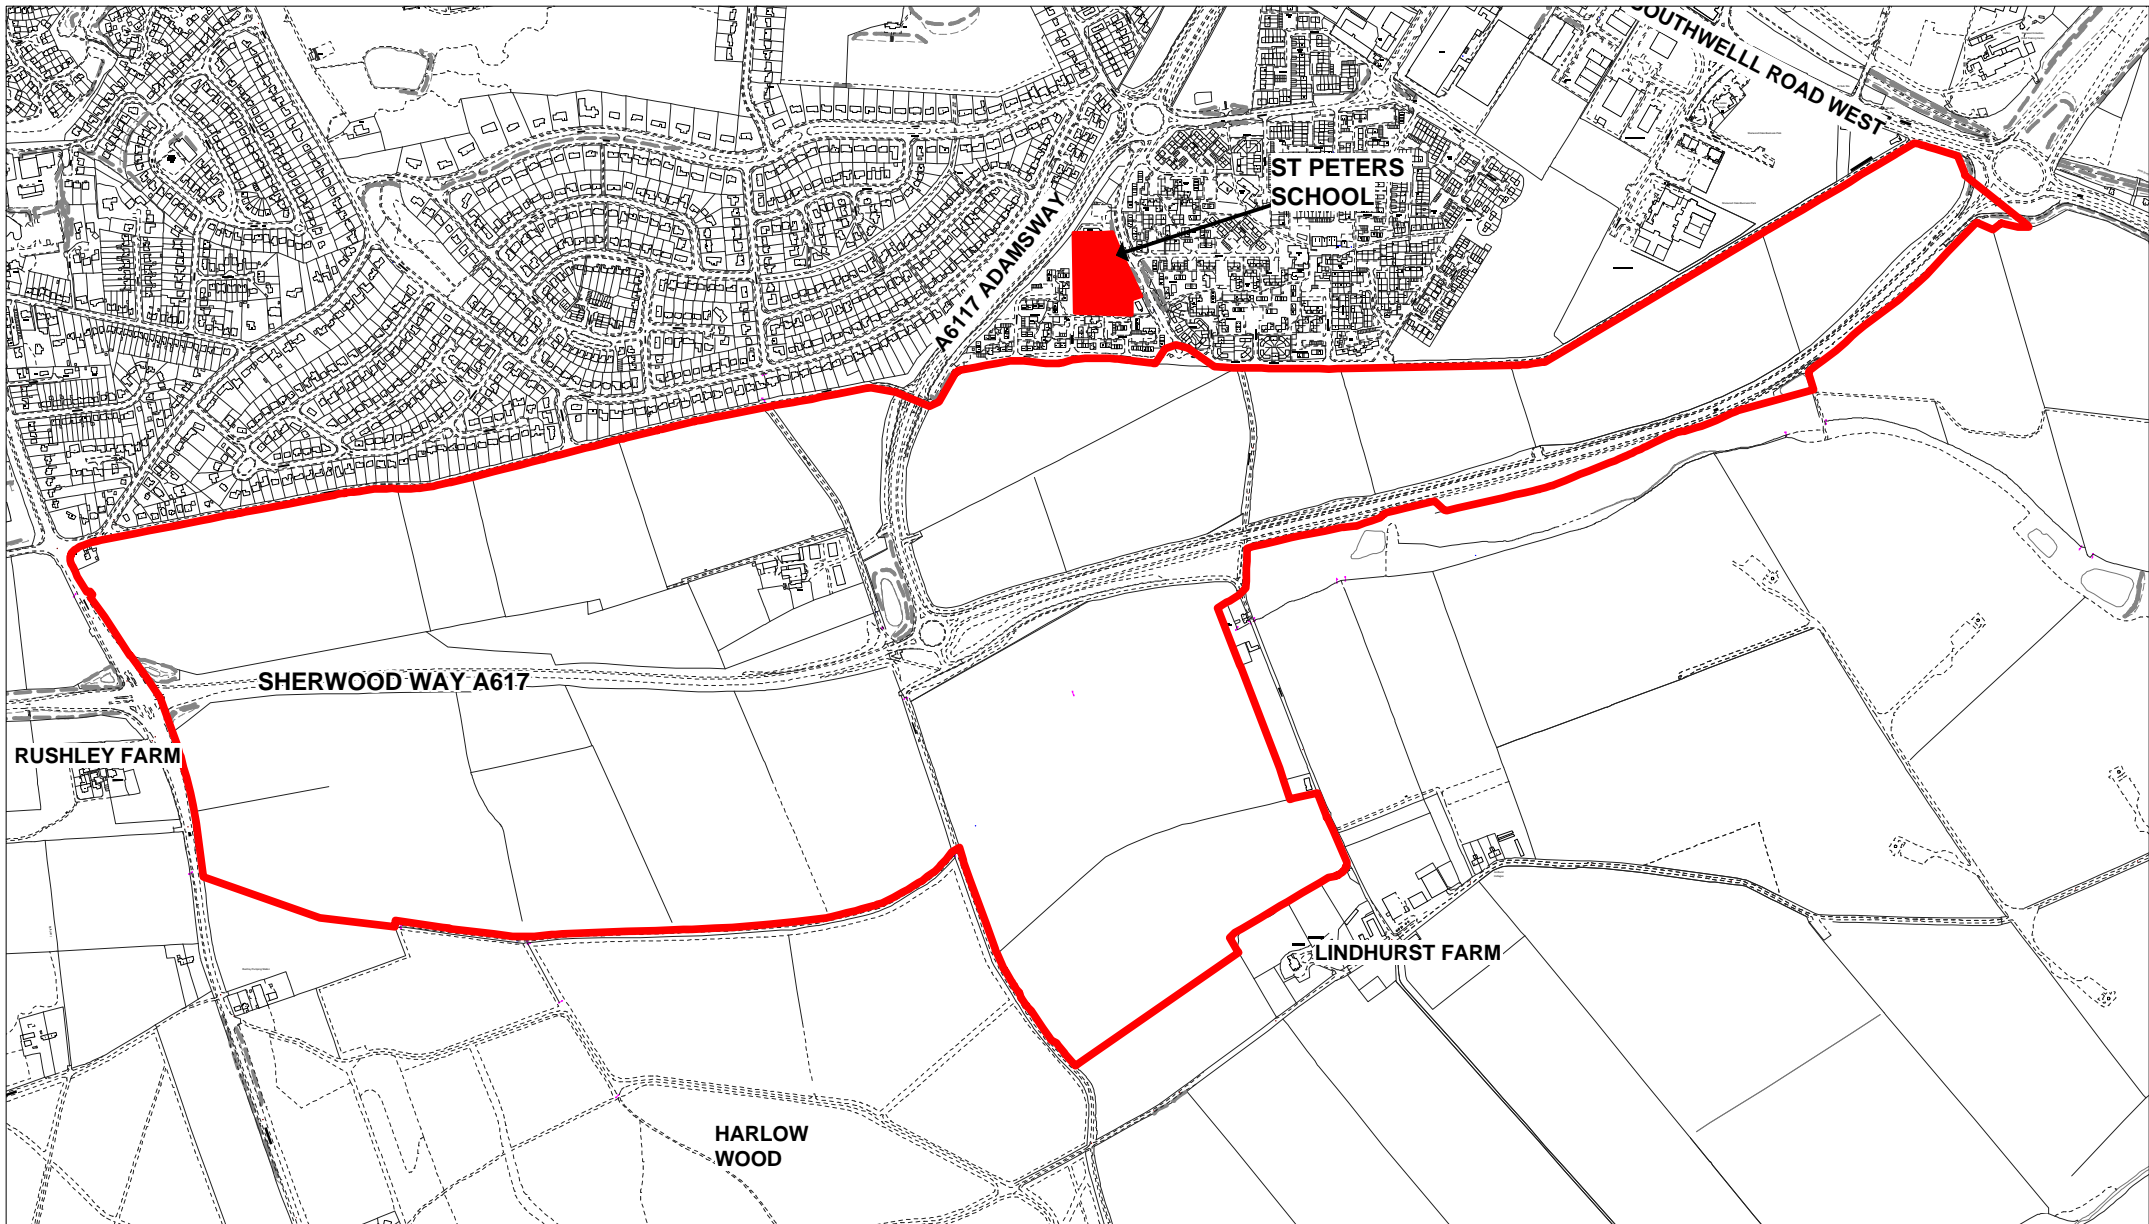 SOUTHWELLL ROAD WEST
ST PETERS
SCHOOL
A6117 ADAMSWAY
SHERWOOD WAY A617
RUSHLEY FARM
LINDHURST FARM
HARLOW
WOOD